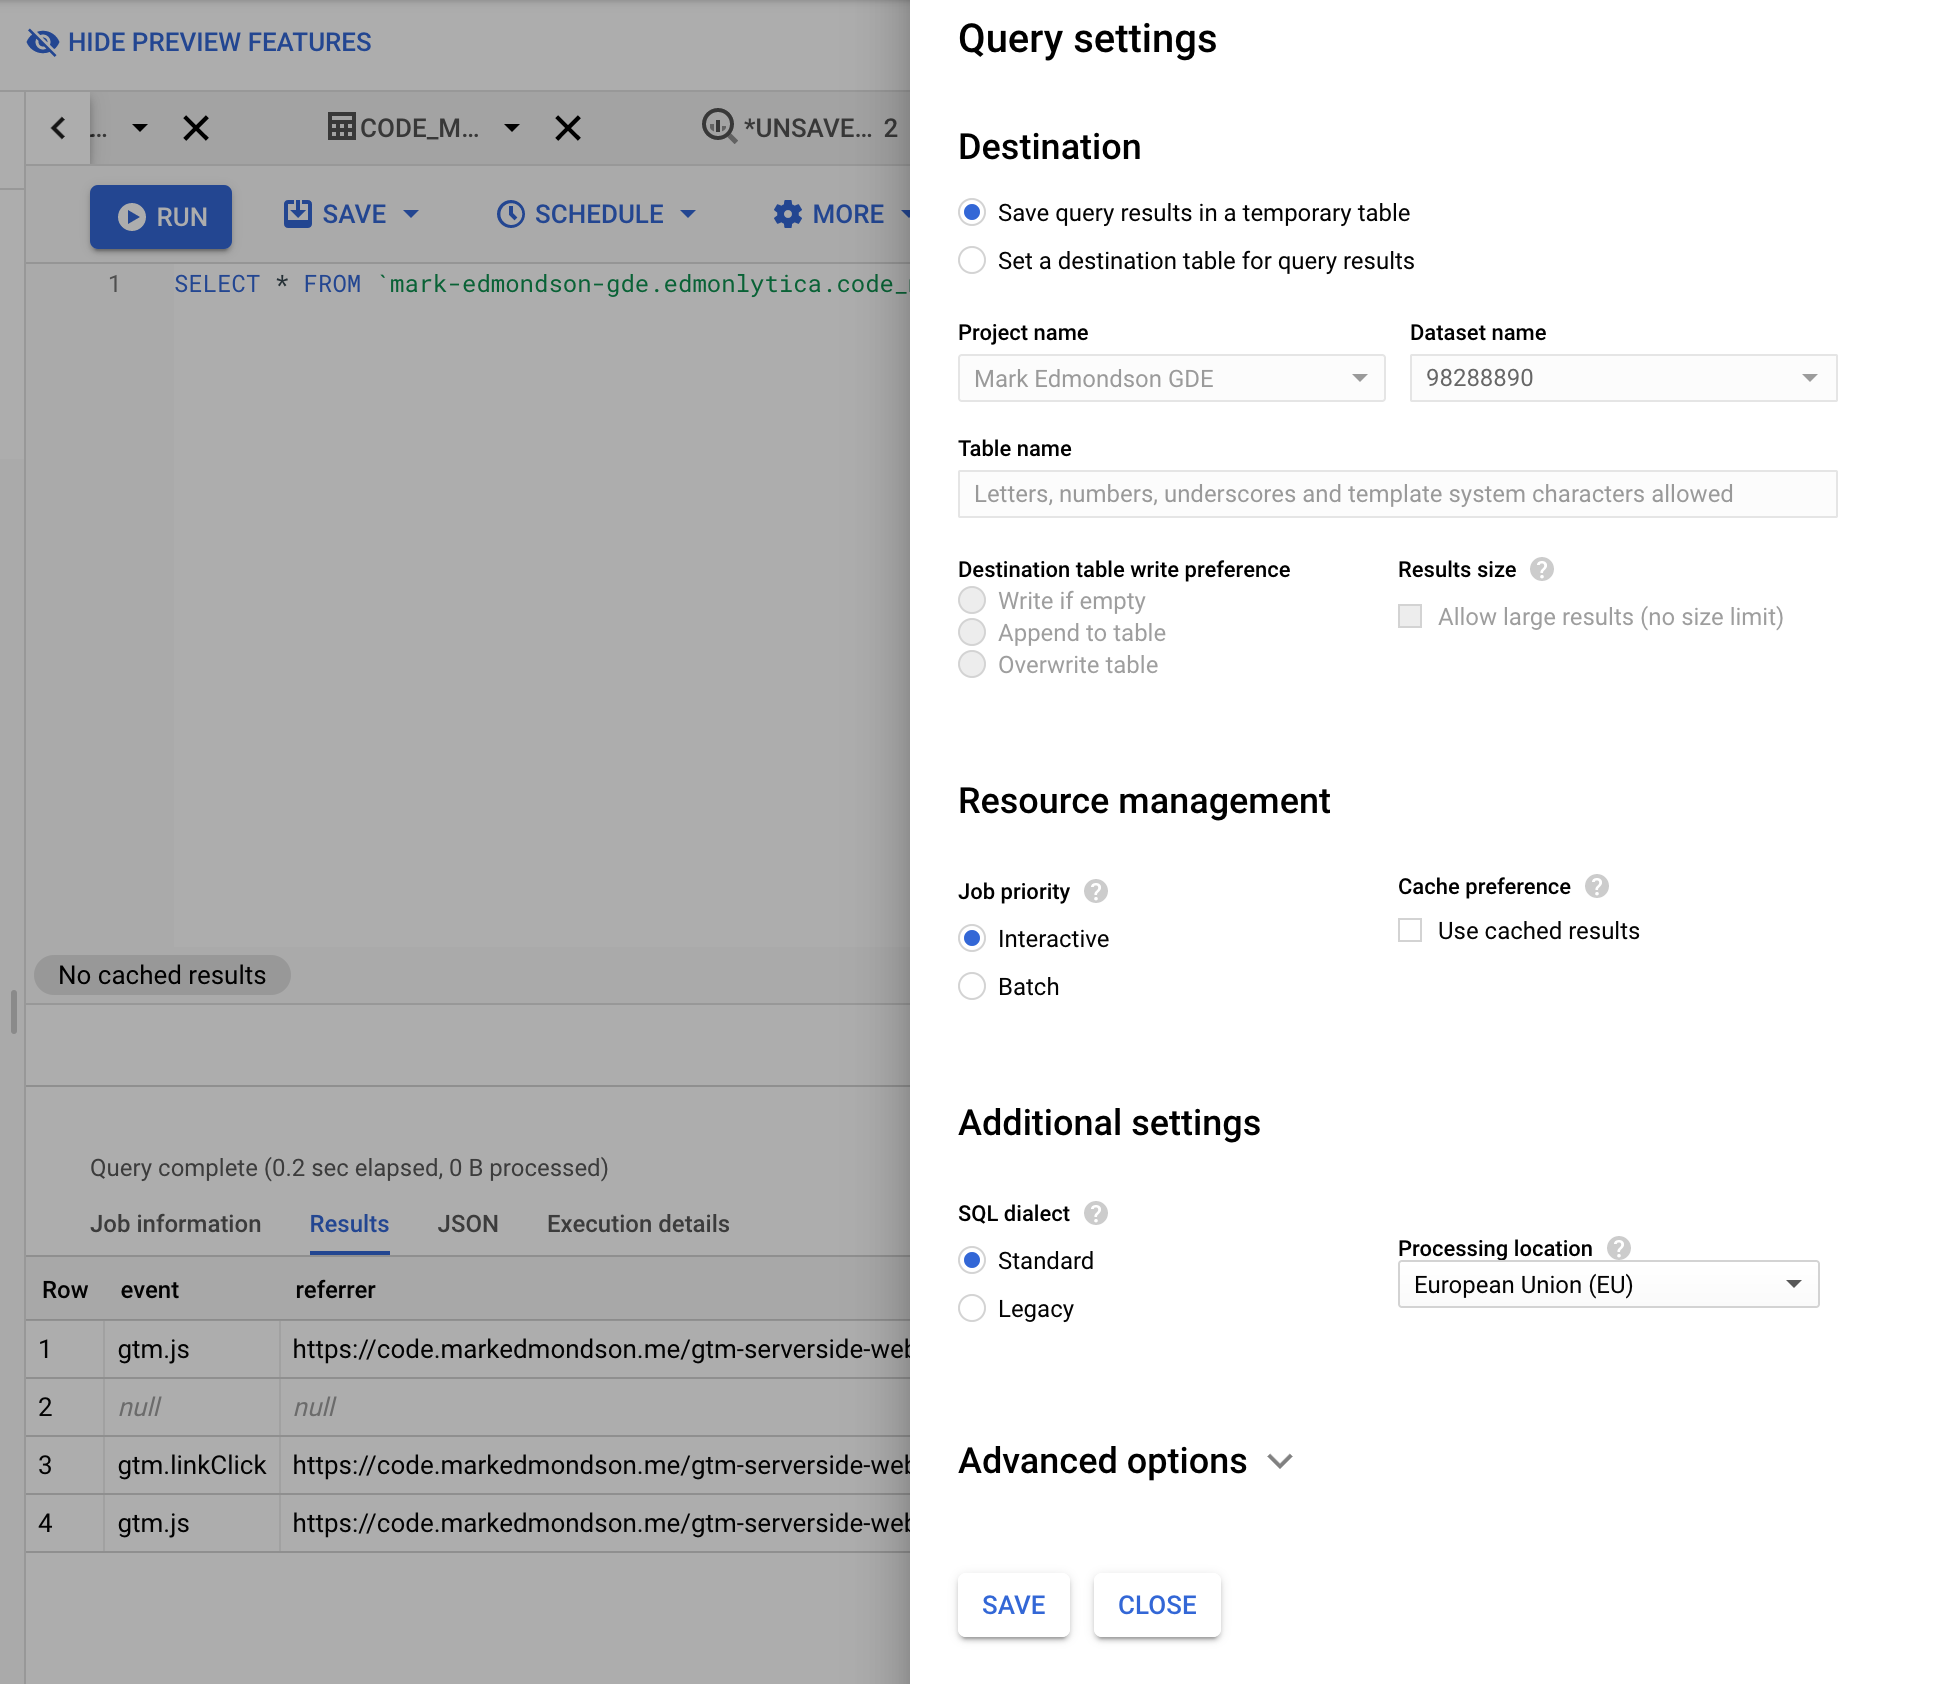 HIDE PREVIEW FEATURES
...
CODE_M...
*UNSAVE... 2
RUN
SAVE
SCHEDULE
MORE
1 SELECT * FROM `mark-edmondson-gde.edmonlytica.code_
No cached results
Query complete (0.2 sec elapsed, 0 B processed)
Job information Results JSON Execution details
Row event referrer
1 gtm.js https://code.markedmondson.me/gtm-serverside-web
2 null null
3 gtm.linkClick https://code.markedmondson.me/gtm-serverside-web
4 gtm.js https://code.markedmondson.me/gtm-serverside-web
Query settings
Destination
Save query results in a temporary table
Set a destination table for query results
Project name Dataset name
Mark Edmondson GDE 98288890
Table name
Letters, numbers, underscores and template system characters allowed
Destination table write preference Results size
Write if empty
Allow large results (no size limit)
Append to table
Overwrite table
Resource management
Job priority Cache preference
Interactive Use cached results
Batch
Additional settings
SQL dialect
Standard
Legacy
Processing location
European Union (EU)
Advanced options
SAVE CLOSE